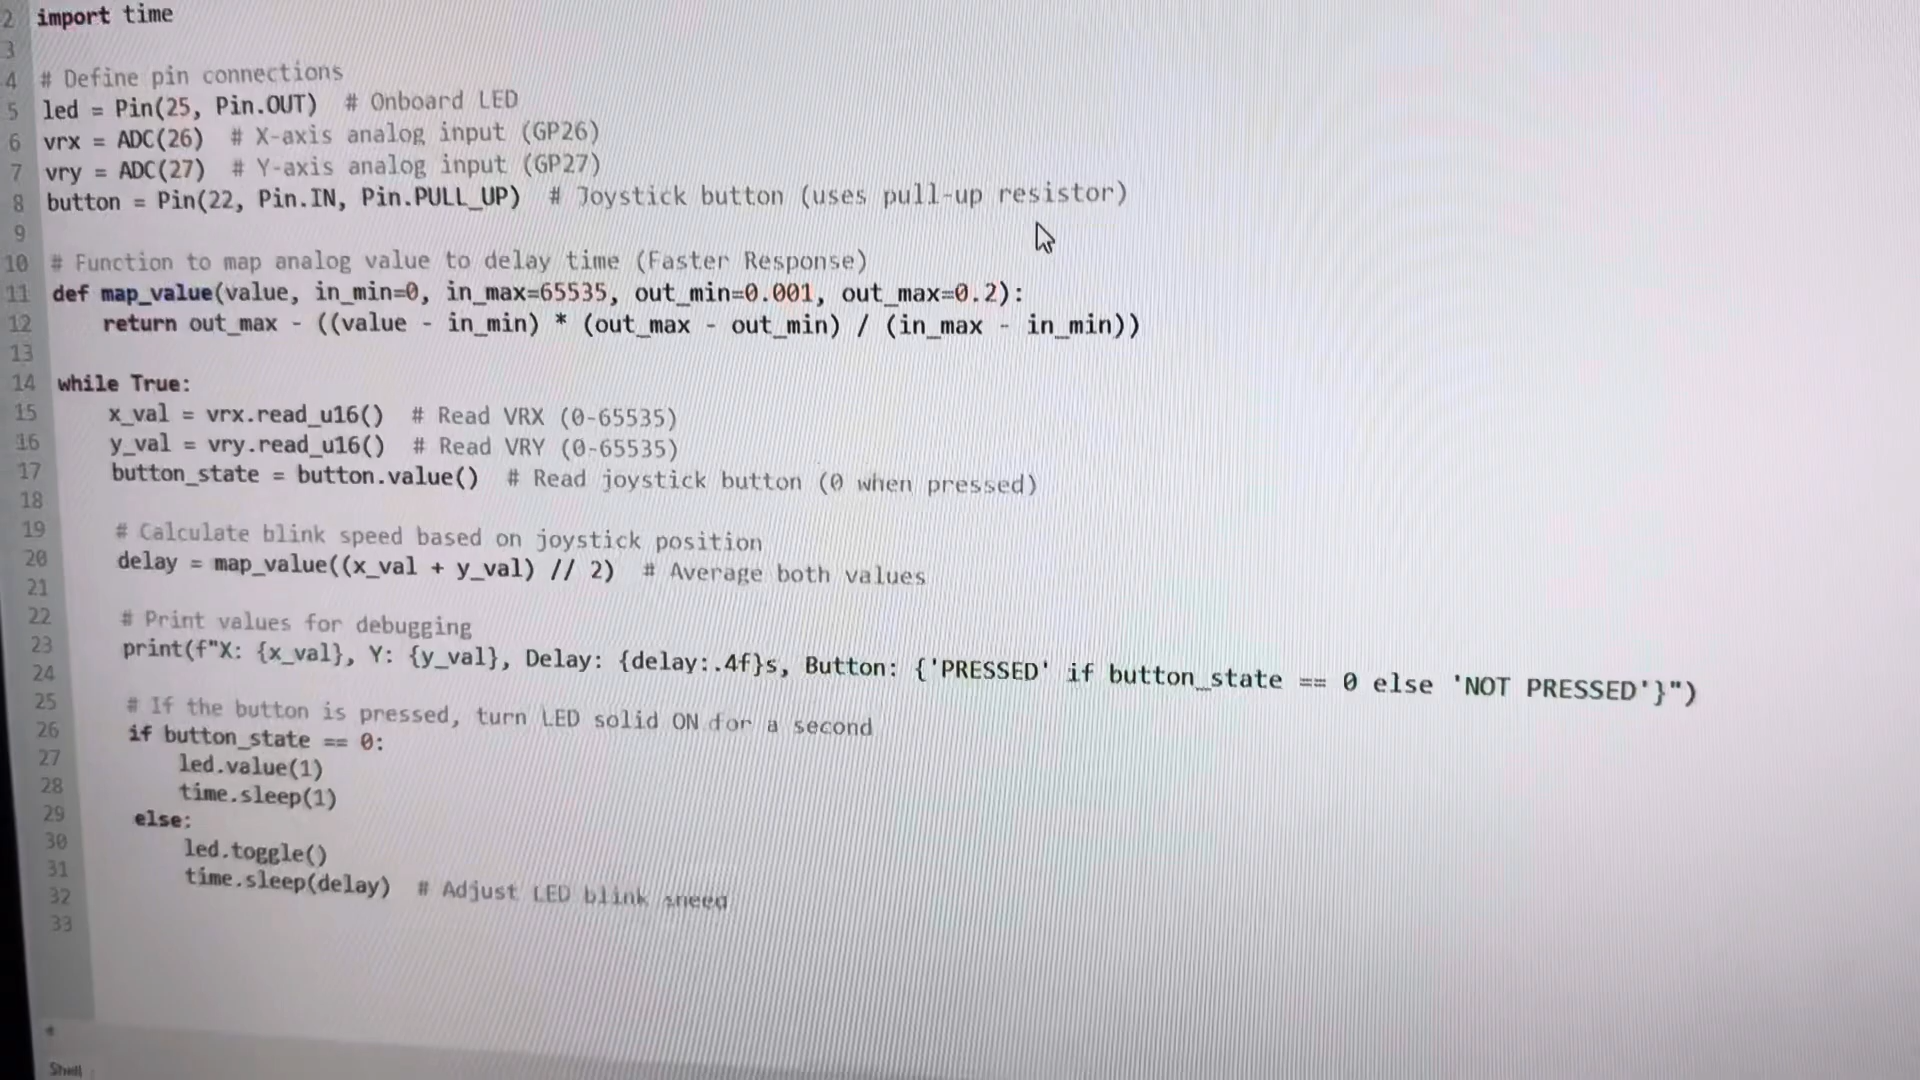 2 import time
3
4 # Define pin connections
5 led = Pin(25, Pin.OUT)  # Onboard LED
6 vrx = ADC(26)  # X-axis analog input (GP26)
7 vry = ADC(27)  # Y-axis analog input (GP27)
8 button = Pin(22, Pin.IN, Pin.PULL_UP)  # Joystick button (uses pull-up resistor)
9
10 # Function to map analog value to delay time (Faster Response)
11 def map_value(value, in_min=0, in_max=65535, out_min=0.001, out_max=0.2):
12     return out_max - ((value - in_min) * (out_max - out_min) / (in_max - in_min))
13
14 while True:
15     x_val = vrx.read_u16()  # Read VRX (0-65535)
16     y_val = vry.read_u16()  # Read VRY (0-65535)
17     button_state = button.value()  # Read joystick button (0 when pressed)
18
19     # Calculate blink speed based on joystick position
20     delay = map_value((x_val + y_val) // 2)  # Average both values
21
22     # Print values for debugging
23     print(f"X: {x_val}, Y: {y_val}, Delay: {delay:.4f}s, Button: {'PRESSED' if button_state == 0 else 'NOT PRESSED'}")
24
25     # If the button is pressed, turn LED solid ON for a second
26     if button_state == 0:
27         led.value(1)
28         time.sleep(1)
29     else:
30         led.toggle()
31         time.sleep(delay)  # Adjust LED blink speed
32
33
Shell